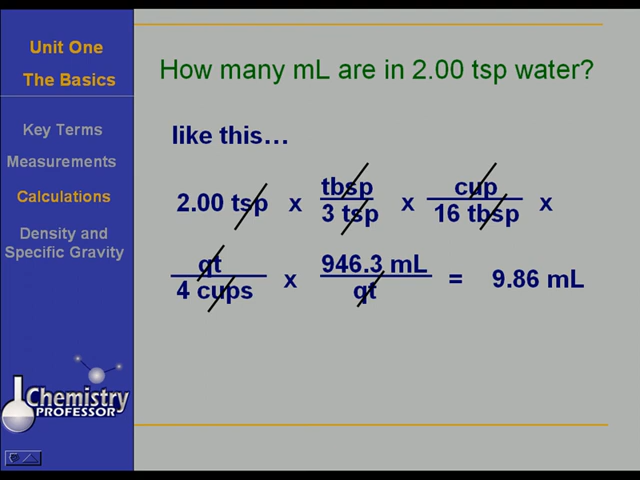 Unit One
The Basics
Key Terms
Measurements
Calculations
Density and
Specific Gravity
Chemistry
PROFESSOR
How many mL are in 2.00 tsp water?
like this…
2.00 tsp x tbsp / 3 tsp x cup / 16 tbsp x
qt / 4 cups x 946.3 mL / qt = 9.86 mL